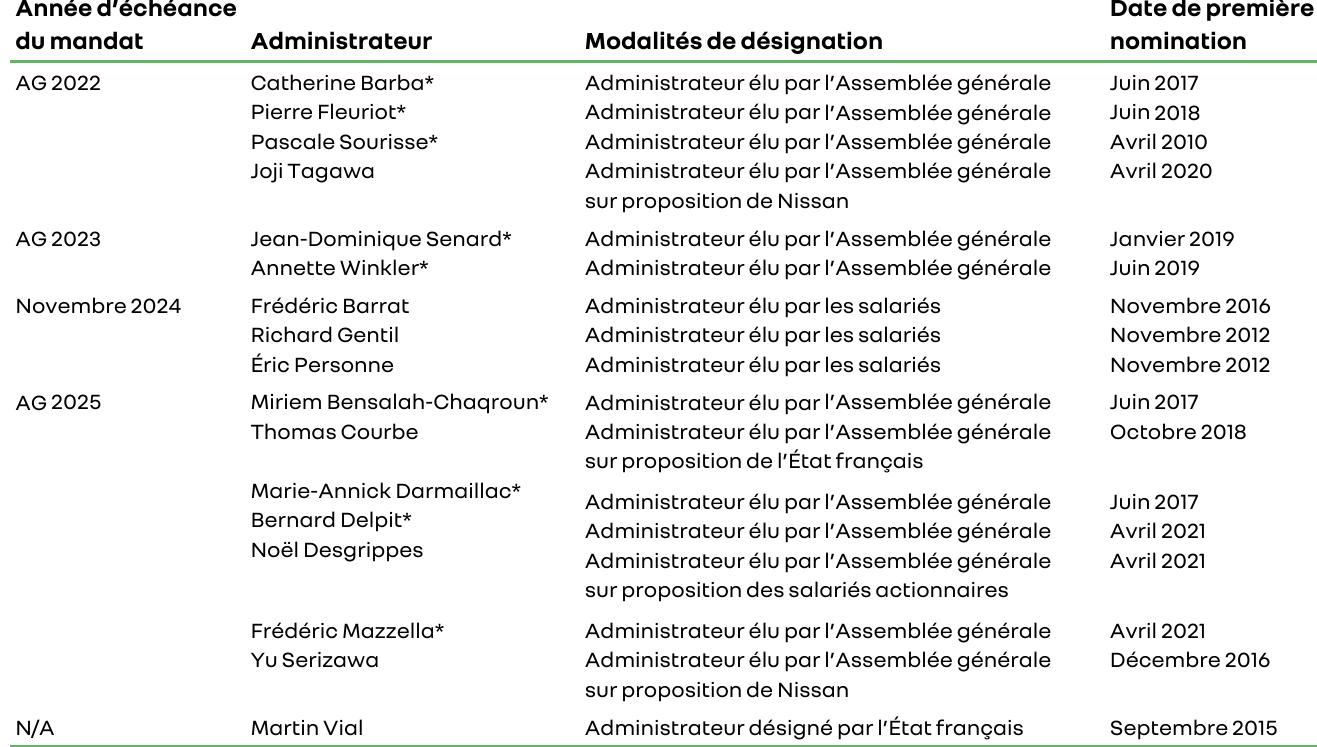 Année d'échéance du mandat Administrateur Modalités de désignation Date de première nomination
AG 2022 Catherine Barba* Administrateur élu par l'Assemblée générale Juin 2017
Pierre Fleuriot* Administrateur élu par l'Assemblée générale Juin 2018
Pascale Sourisse* Administrateur élu par l'Assemblée générale Avril 2010
Joji Tagawa Administrateur élu par l'Assemblée générale Avril 2020
sur proposition de Nissan
AG 2023 Jean-Dominique Senard* Administrateur élu par l'Assemblée générale Janvier 2019
Annette Winkler* Administrateur élu par l'Assemblée générale Juin 2019
Novembre 2024 Frédéric Barrat Administrateur élu par les salariés Novembre 2016
Richard Gentil Administrateur élu par les salariés Novembre 2012
Éric Personne Administrateur élu par les salariés Novembre 2012
AG 2025 Miriem Bensalah-Chaqroun* Administrateur élu par l'Assemblée générale Juin 2017
Thomas Courbe Administrateur élu par l'Assemblée générale Octobre 2018
sur proposition de l'État français
Marie-Annick Darmaillac* Administrateur élu par l'Assemblée générale Juin 2017
Bernard Delpit* Administrateur élu par l'Assemblée générale Avril 2021
Noël Desgrippes Administrateur élu par l'Assemblée générale Avril 2021
sur proposition des salariés actionnaires
Frédéric Mazzella* Administrateur élu par l'Assemblée générale Avril 2021
Yu Serizawa Administrateur élu par l'Assemblée générale Décembre 2016
sur proposition de Nissan
N/A Martin Vial Administrateur désigné par l'État français Septembre 2015